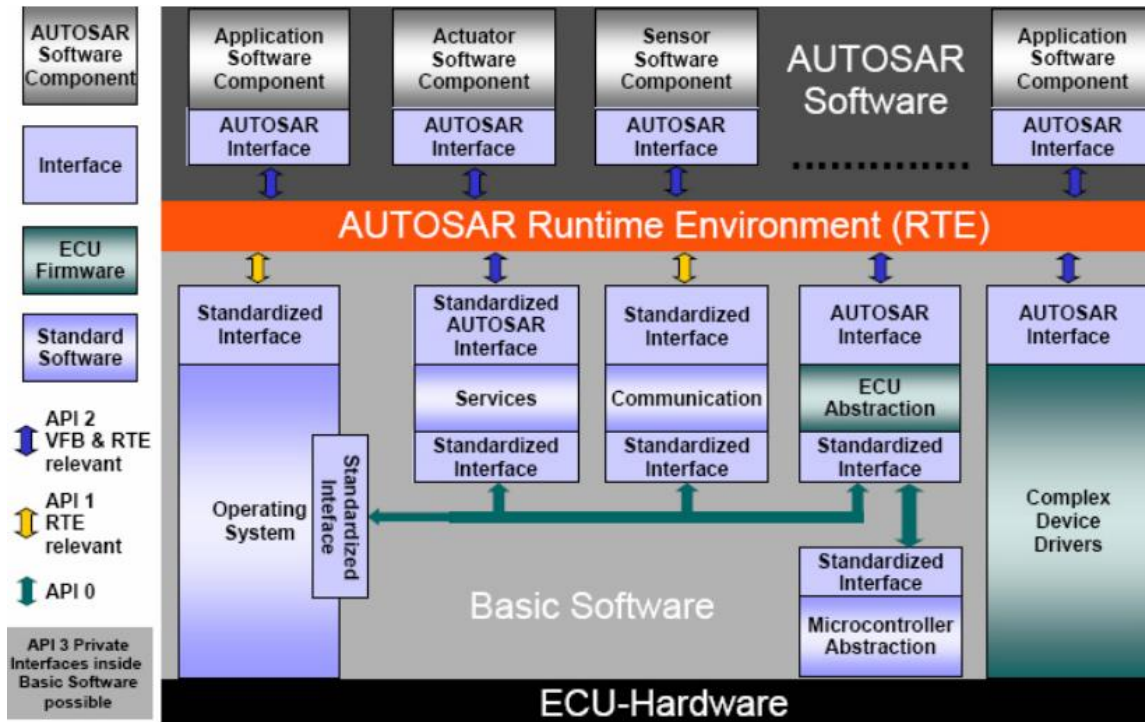 AUTOSAR
Software
Component
Interface
ECU
Firmware
Standard
Software
API 2
VFB & RTE
relevant
API 1
RTE
relevant
API 0
API 3 Private
Interfaces inside
Basic Software
possible
Application
Software
Component
AUTOSAR
Interface
Actuator
Software
Component
AUTOSAR
Interface
Sensor
Software
Component
AUTOSAR
Interface
AUTOSAR
Software
Application
Software
Component
AUTOSAR
Interface
AUTOSAR Runtime Environment (RTE)
Standardized
Interface
Operating
System
Standardized
Inteface
Standardized
AUTOSAR
Interface
Services
Standardized
Interface
Standardized
Interface
Communication
Standardized
Interface
AUTOSAR
Interface
ECU
Abstraction
Standardized
Interface
Standardized
Interface
Microcontroller
Abstraction
AUTOSAR
Interface
Complex
Device
Drivers
Basic Software
ECU-Hardware